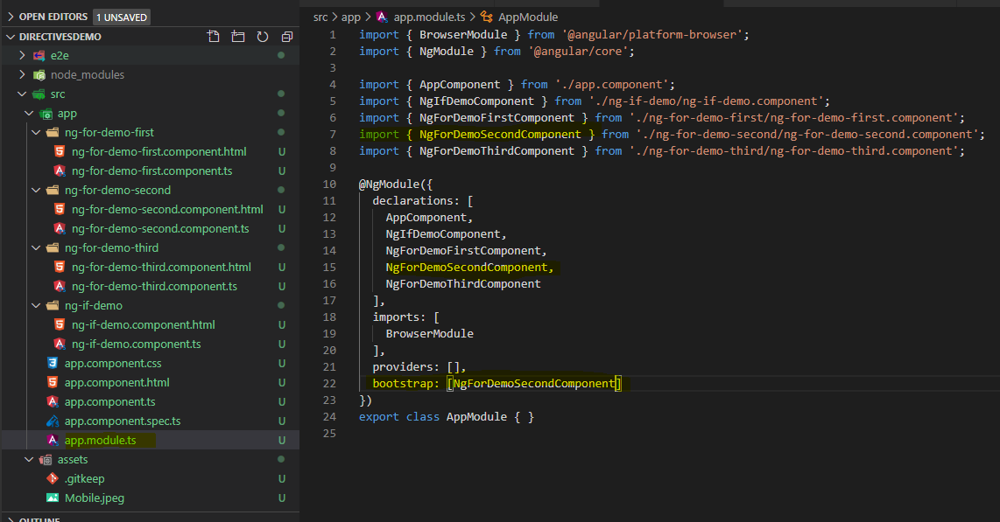 OPEN EDITORS 1 UNSAVED
DIRECTIVESDEMO
e2e
node_modules
src
app
ng-for-demo-first
ng-for-demo-first.component.html U
ng-for-demo-first.component.ts U
ng-for-demo-second
ng-for-demo-second.component.html U
ng-for-demo-second.component.ts U
ng-for-demo-third
ng-for-demo-third.component.html U
ng-for-demo-third.component.ts U
ng-if-demo
ng-if-demo.component.html U
ng-if-demo.component.ts U
app.component.css U
app.component.html U
app.component.ts U
app.component.spec.ts U
app.module.ts U
assets
.gitkeep U
Mobile.jpeg U
OUTLINE
src > app > app.module.ts > AppModule
1 import { BrowserModule } from '@angular/platform-browser';
2 import { NgModule } from '@angular/core';
3
4 import { AppComponent } from './app.component';
5 import { NgIfDemoComponent } from './ng-if-demo/ng-if-demo.component';
6 import { NgForDemoFirstComponent } from './ng-for-demo-first/ng-for-demo-first.component';
7 import { NgForDemoSecondComponent } from './ng-for-demo-second/ng-for-demo-second.component';
8 import { NgForDemoThirdComponent } from './ng-for-demo-third/ng-for-demo-third.component';
9
10 @NgModule({
11 declarations: [
12 AppComponent,
13 NgIfDemoComponent,
14 NgForDemoFirstComponent,
15 NgForDemoSecondComponent,
16 NgForDemoThirdComponent
17 ],
18 imports: [
19 BrowserModule
20 ],
21 providers: [],
22 bootstrap: [NgForDemoSecondComponent]
23 })
24 export class AppModule { }
25